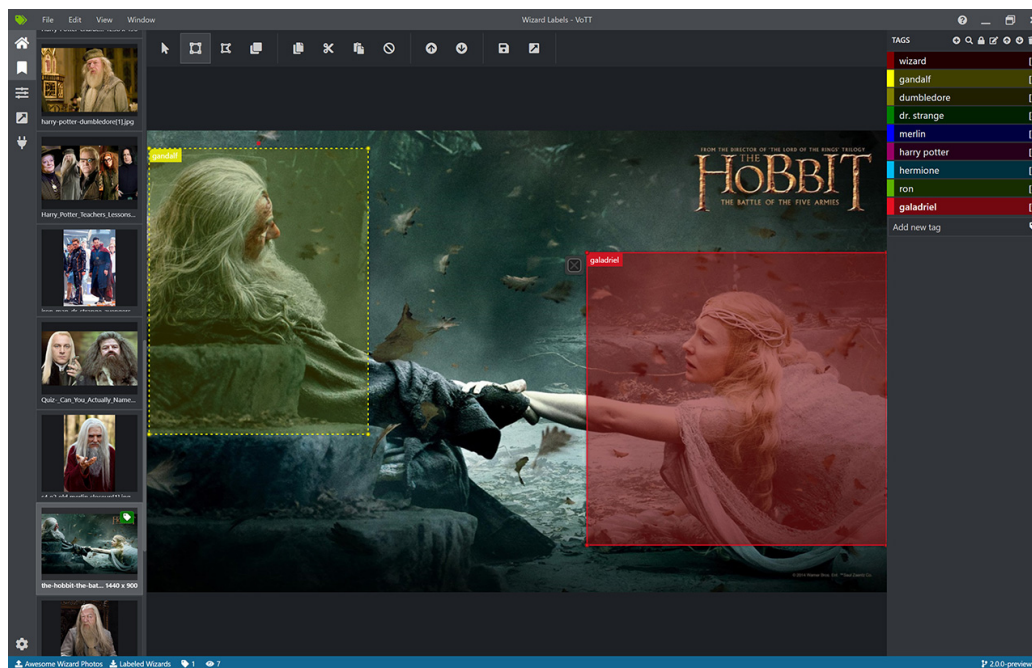 File Edit View Window
Wizard Labels - VoTT
harry-potter-dumbledore[1].jpg
Harry_Potter_Teachers_Lessons...
Quiz-_Can_You_Actually_Name...
the-hobbit-the-bat... 1440 x 900
gandalf
FROM THE DIRECTOR OF 'THE LORD OF THE RINGS' TRILOGY
THE
HOBBIT
THE BATTLE OF THE FIVE ARMIES
galadriel
TAGS
wizard
gandalf
dumbledore
dr. strange
merlin
harry potter
hermione
ron
galadriel
Add new tag
Awesome Wizard Photos Labeled Wizards 1 7
2.0.0-preview